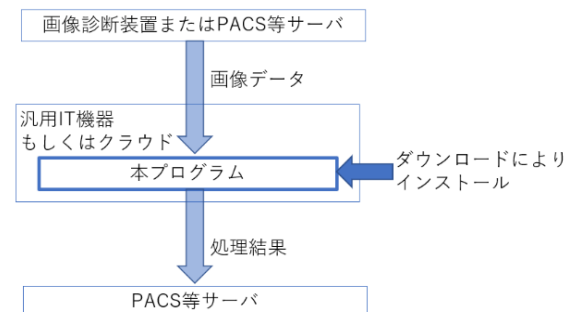 画像診断装置またはPACS等サーバ
画像データ
汎用IT機器
もしくはクラウド
本プログラム
ダウンロードにより
インストール
処理結果
PACS等サーバ